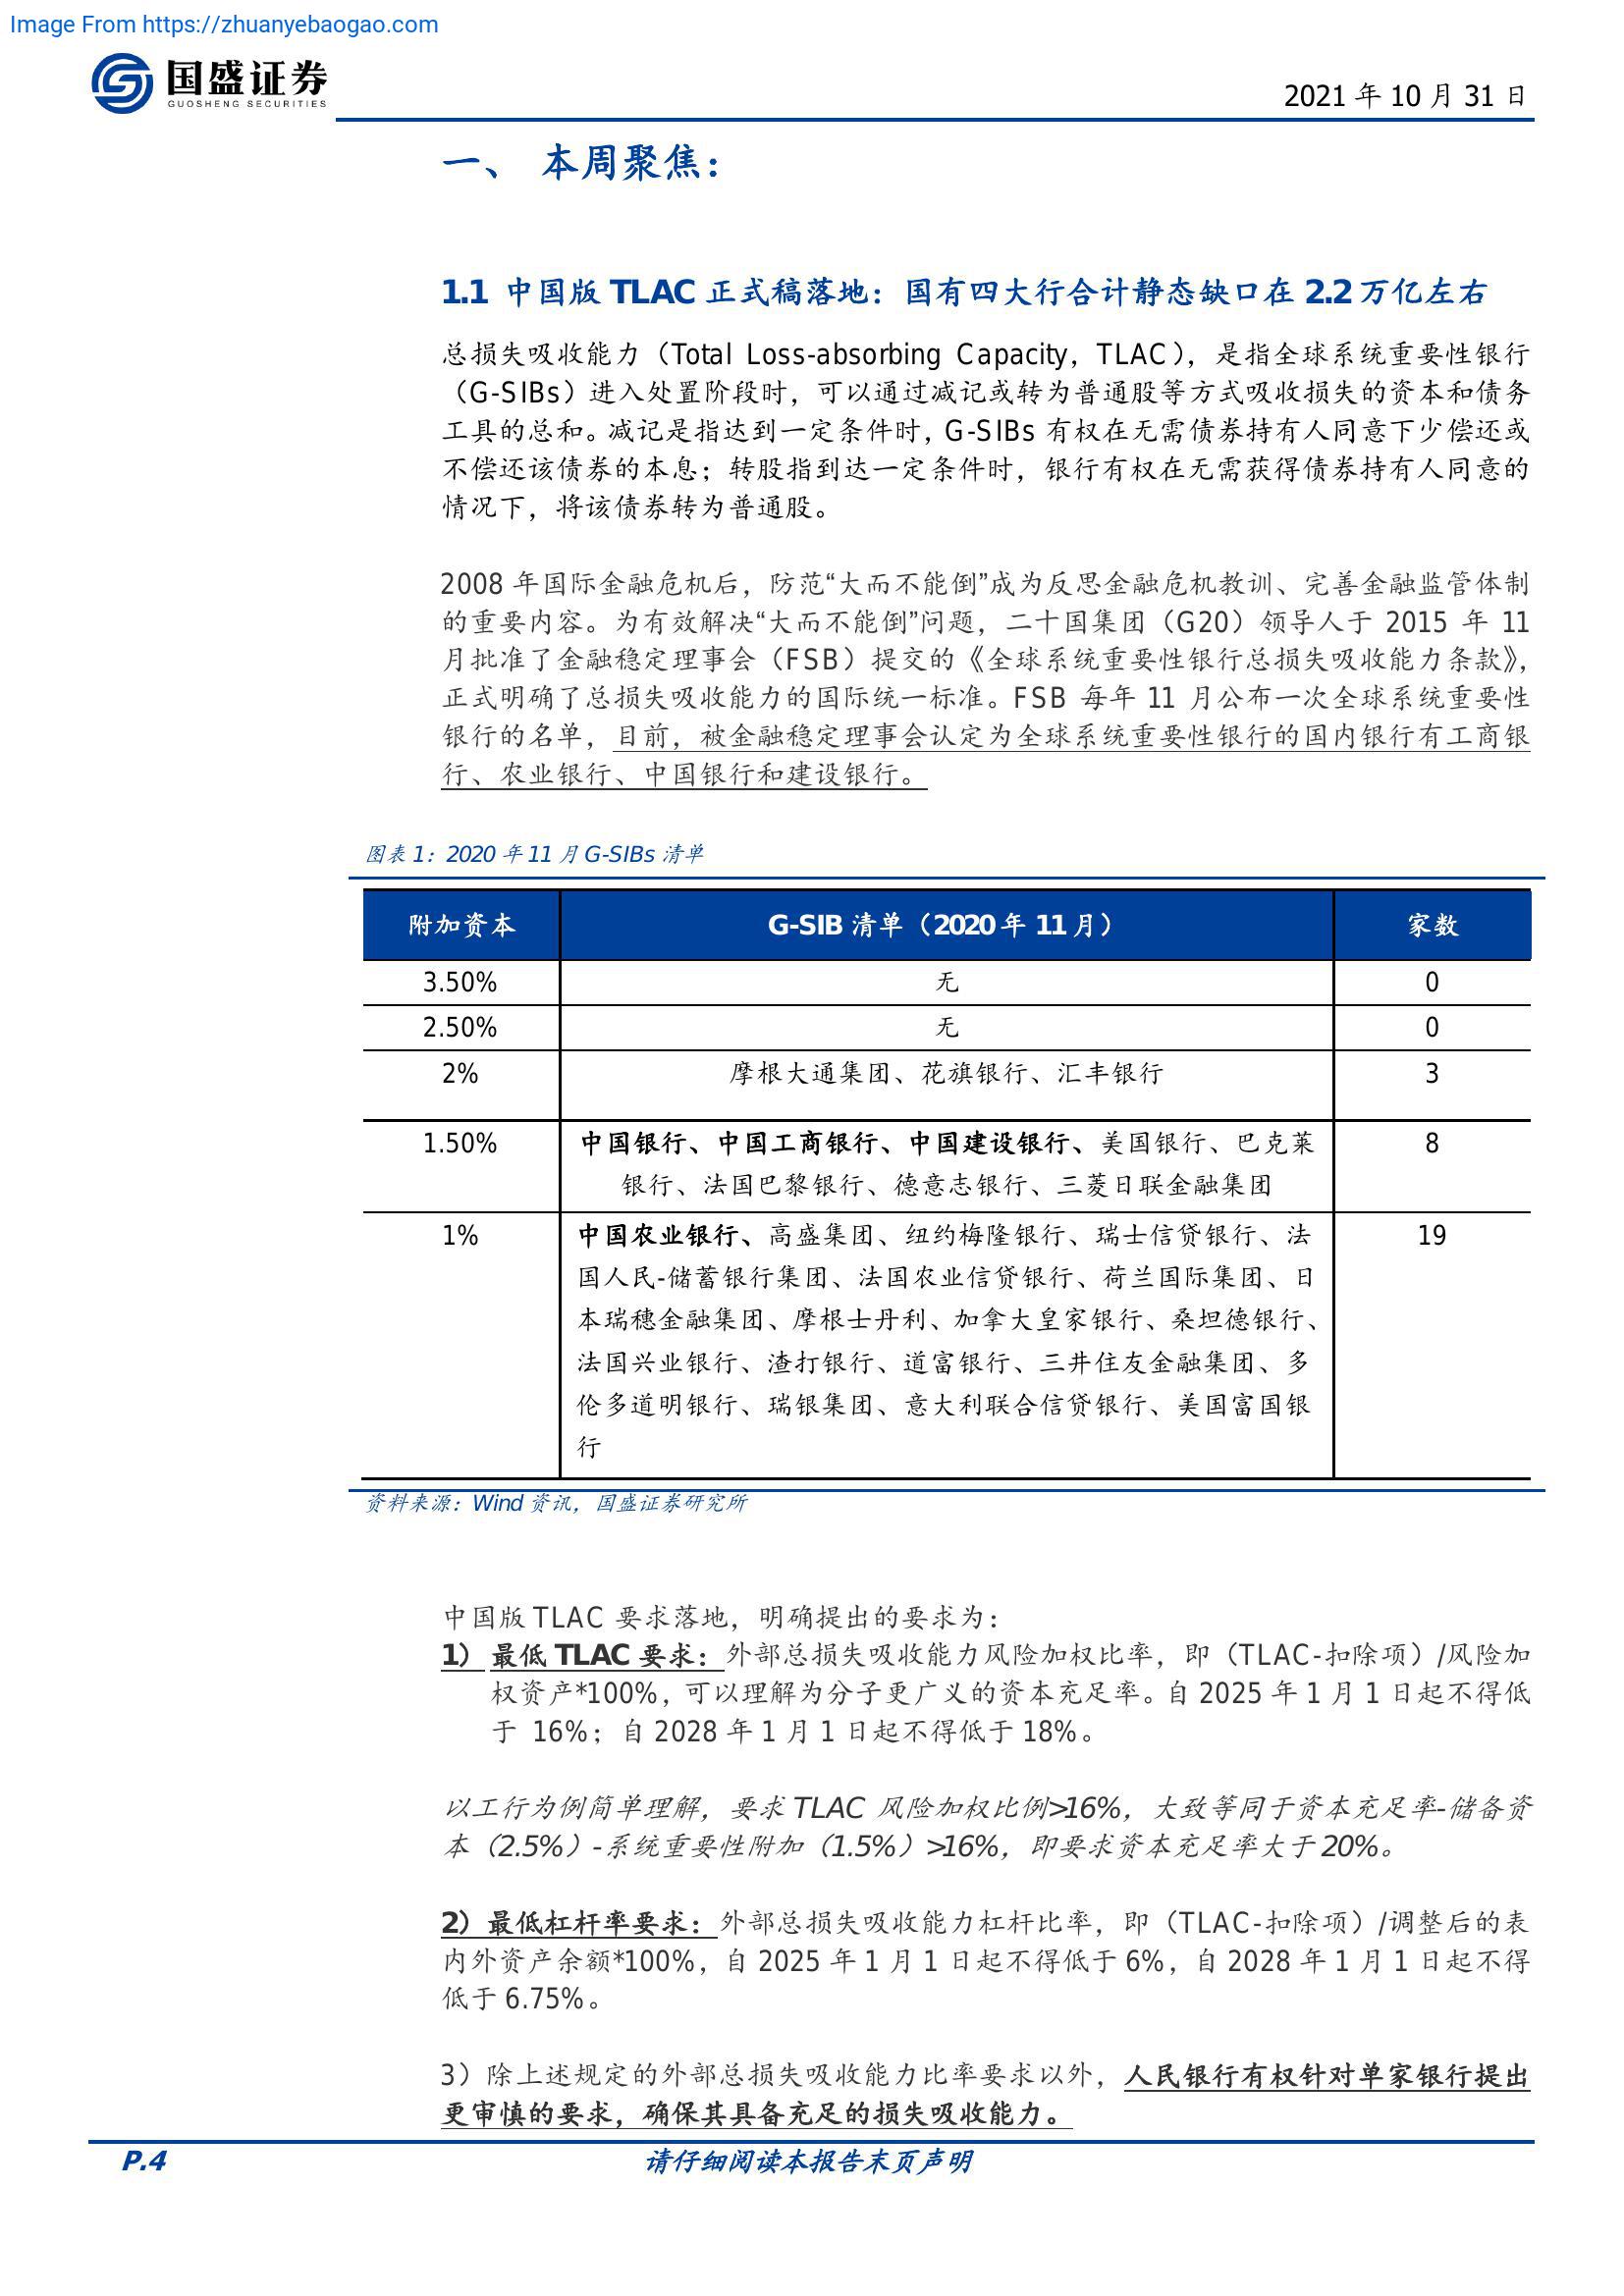 Image From https://zhuanyebaogao.com
国盛证券
GUOSHENG SECURITIES
2021 年 10 月 31 日
一、 本周聚焦：
1.1 中国版 TLAC 正式稿落地：国有四大行合计静态缺口在 2.2 万亿左右
总损失吸收能力（Total Loss-absorbing Capacity，TLAC），是指全球系统重要性银行
（G-SIBs）进入处置阶段时，可以通过减记或转为普通股等方式吸收损失的资本和债务
工具的总和。减记是指达到一定条件时，G-SIBs 有权在无需债券持有人同意下少偿还或
不偿还该债券的本息；转股指到达一定条件时，银行有权在无需获得债券持有人同意的
情况下，将该债券转为普通股。
2008 年国际金融危机后，防范“大而不能倒”成为反思金融危机教训、完善金融监管体制
的重要内容。为有效解决“大而不能倒”问题，二十国集团（G20）领导人于 2015 年 11
月批准了金融稳定理事会（FSB）提交的《全球系统重要性银行总损失吸收能力条款》，
正式明确了总损失吸收能力的国际统一标准。FSB 每年 11 月公布一次全球系统重要性
银行的名单，目前，被金融稳定理事会认定为全球系统重要性银行的国内银行有工商银
行、农业银行、中国银行和建设银行。
图表 1：2020 年 11 月 G-SIBs 清单
附加资本 G-SIB 清单（2020 年 11 月） 家数
3.50% 无 0
2.50% 无 0
2% 摩根大通集团、花旗银行、汇丰银行 3
1.50% 中国银行、中国工商银行、中国建设银行、美国银行、巴克莱 8
银行、法国巴黎银行、德意志银行、三菱日联金融集团
1% 中国农业银行、高盛集团、纽约梅隆银行、瑞士信贷银行、法 19
国人民-储蓄银行集团、法国农业信贷银行、荷兰国际集团、日
本瑞穗金融集团、摩根士丹利、加拿大皇家银行、桑坦德银行、
法国兴业银行、渣打银行、道富银行、三井住友金融集团、多
伦多道明银行、瑞银集团、意大利联合信贷银行、美国富国银
行
资料来源：Wind 资讯，国盛证券研究所
中国版 TLAC 要求落地，明确提出的要求为：
1） 最低 TLAC 要求：外部总损失吸收能力风险加权比率，即（TLAC-扣除项）/风险加
权资产*100%，可以理解为分子更广义的资本充足率。自 2025 年 1 月 1 日起不得低
于 16%；自 2028 年 1 月 1 日起不得低于 18%。
以工行为例简单理解，要求 TLAC 风险加权比例>16%，大致等同于资本充足率-储备资
本（2.5%）-系统重要性附加（1.5%）>16%，即要求资本充足率大于 20%。
2）最低杠杆率要求：外部总损失吸收能力杠杆比率，即（TLAC-扣除项）/调整后的表
内外资产余额*100%，自 2025 年 1 月 1 日起不得低于 6%，自 2028 年 1 月 1 日起不得
低于 6.75%。
3）除上述规定的外部总损失吸收能力比率要求以外，人民银行有权针对单家银行提出
更审慎的要求，确保其具备充足的损失吸收能力。
P.4 请仔细阅读本报告末页声明